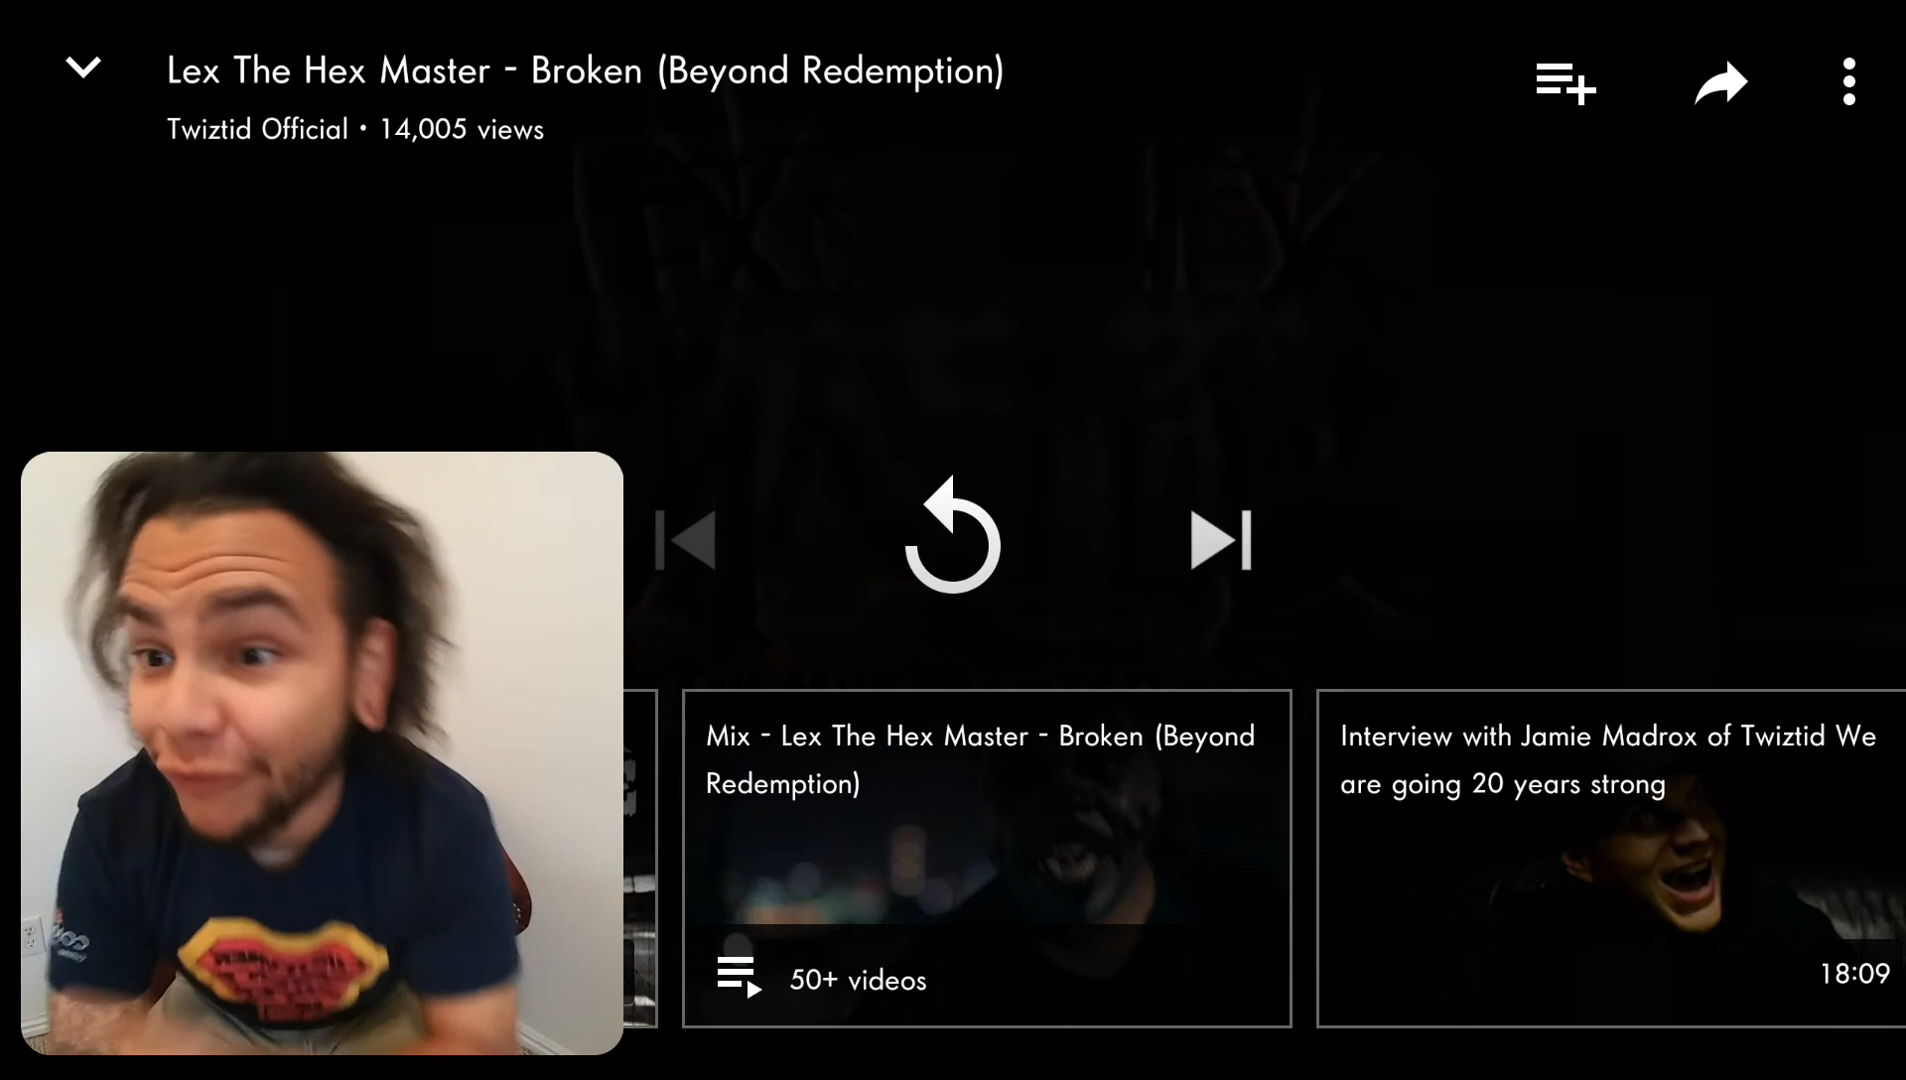 Lex The Hex Master - Broken (Beyond Redemption)
Twiztid Official • 14,005 views
Mix - Lex The Hex Master - Broken (Beyond
Redemption)
50+ videos
Interview with Jamie Madrox of Twiztid We
are going 20 years strong
18:09